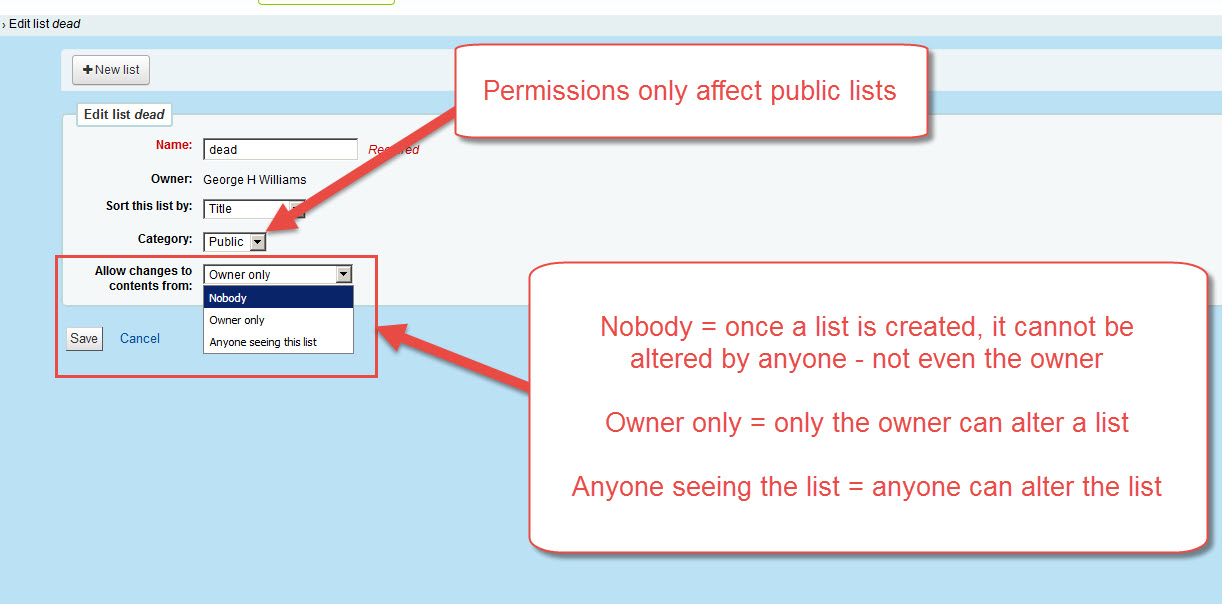 › Edit list dead
New list
Permissions only affect public lists
Edit list dead
Name: dead Required
Owner: George H Williams
Sort this list by: Title
Category: Public
Allow changes to
contents from: Owner only
Nobody
Owner only
Anyone seeing this list
Save Cancel
Nobody = once a list is created, it cannot be
altered by anyone - not even the owner
Owner only = only the owner can alter a list
Anyone seeing the list = anyone can alter the list